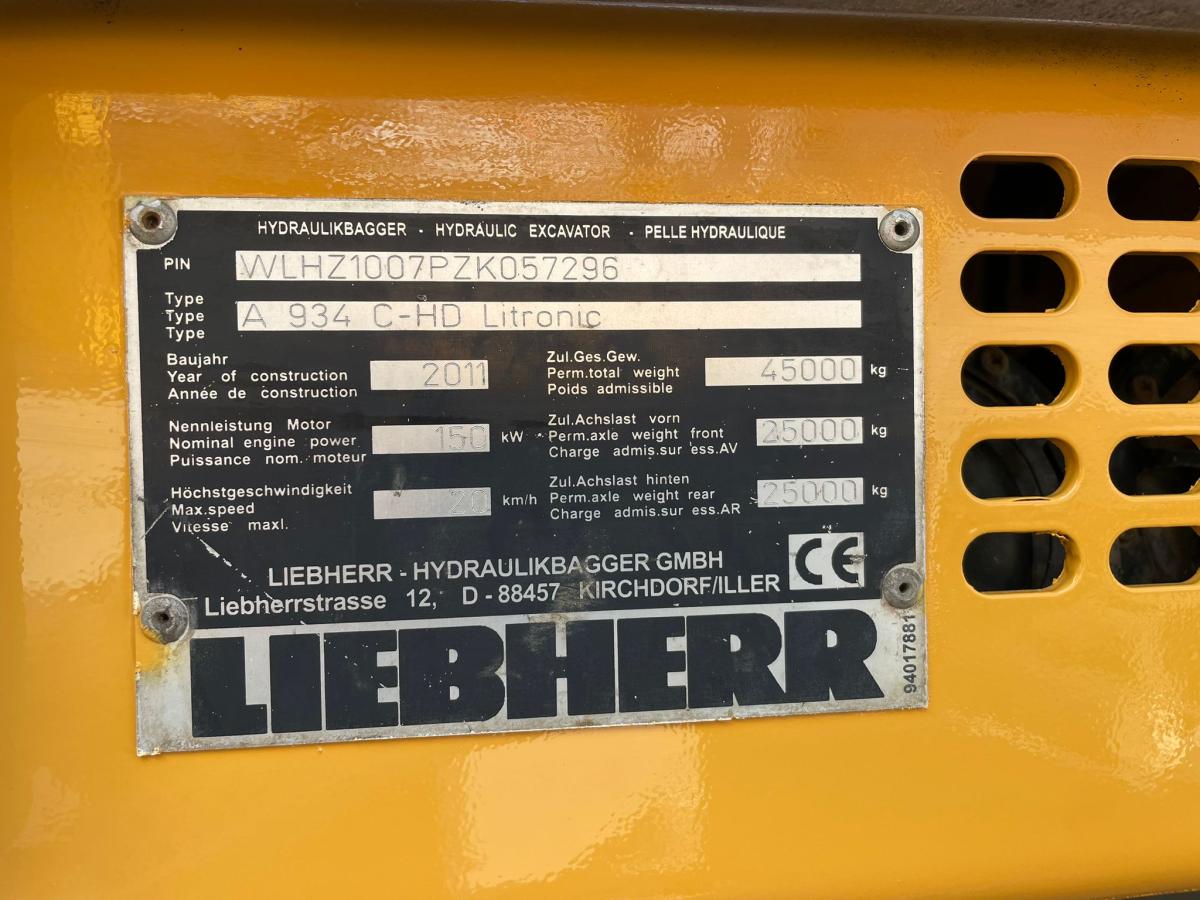 HYDRAULIKBAGGER - HYDRAULIC EXCAVATOR - PELLE HYDRAULIQUE
PIN WLHZ1007PZK057296
Type
Type A 934 C-HD Litronic
Type
Baujahr
Year of construction 2011
Année de construction
Zul.Ges.Gew.
Perm.total weight 45000 kg
Poids admissible
Nennleistung Motor
Nominal engine power 150 kW
Puissance nom. moteur
Zul.Achslast vorn
Perm.axle weight front 25000 kg
Charge admis.sur ess.AV
Höchstgeschwindigkeit
Max.speed 20 km/h
Vitesse maxl.
Zul.Achslast hinten
Perm.axle weight rear 25000 kg
Charge admis.sur ess.AR
LIEBHERR - HYDRAULIKBAGGER GMBH
Liebherrstrasse 12, D - 88457 KIRCHDORF/ILLER
CE
LIEBHERR
94017881